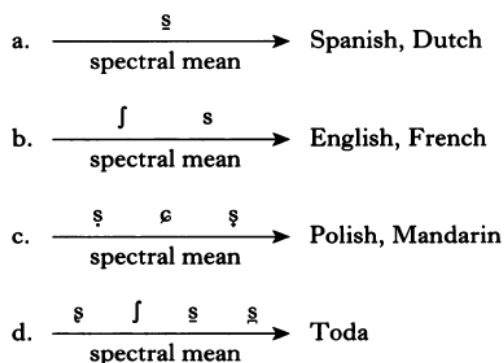 s̠
a. Spanish, Dutch
spectral mean
ʃ s
b. English, French
spectral mean
ṣ ɕ ṣ
c. Polish, Mandarin
spectral mean
ʂ ʃ s̠ s̪
d. Toda
spectral mean